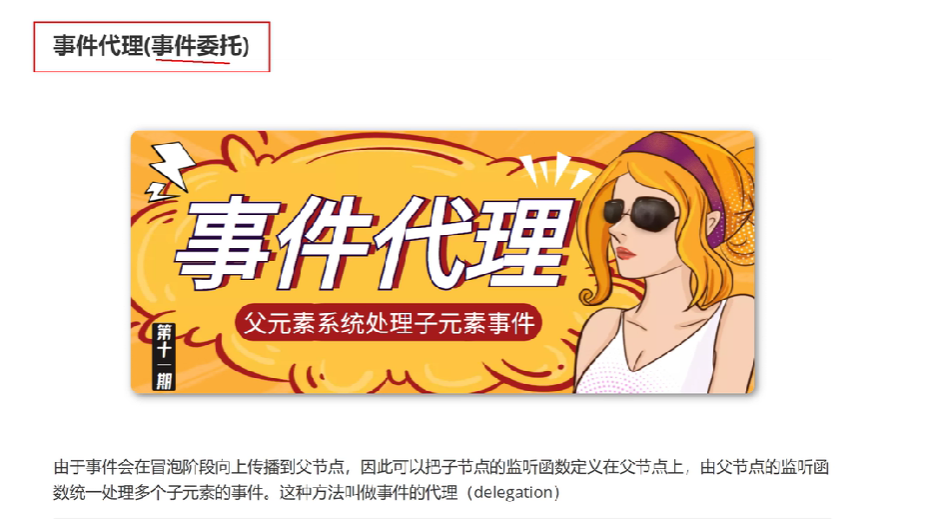 事件代理(事件委托)
事件代理
父元素系统处理子元素事件
第十一期
由于事件会在冒泡阶段向上传播到父节点，因此可以把子节点的监听函数定义在父节点上，由父节点的监听函
数统一处理多个子元素的事件。这种方法叫做事件的代理（delegation）